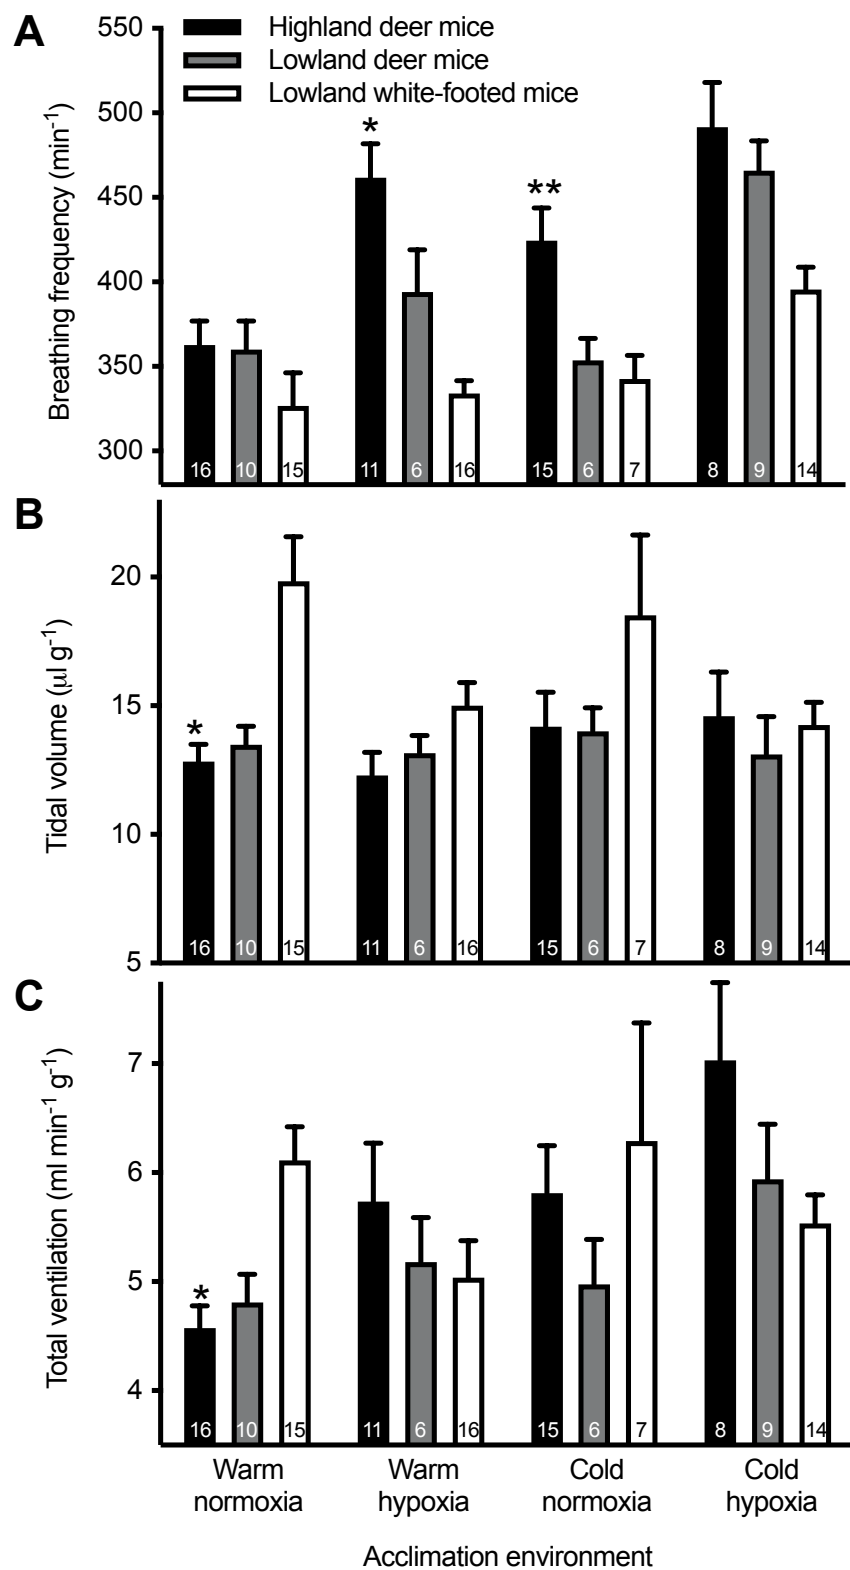 A
Highland deer mice
Lowland deer mice
Lowland white-footed mice
Breathing frequency (min-1)
550
500
450
400
350
300
*
**
16 10 15 11 6 16 15 6 7 8 9 14
B
Tidal volume (μl g-1)
20
15
10
5
*
16 10 15 11 6 16 15 6 7 8 9 14
C
Total ventilation (ml min-1 g-1)
7
6
5
4
*
16 10 15 11 6 16 15 6 7 8 9 14
Warm Warm Cold Cold
normoxia hypoxia normoxia hypoxia
Acclimation environment